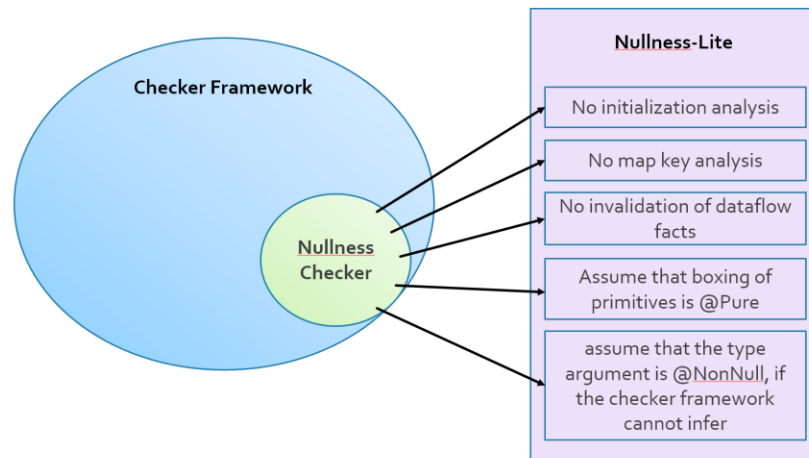 Checker Framework
Nullness
Checker
Nullness-Lite
No initialization analysis
No map key analysis
No invalidation of dataflow
facts
Assume that boxing of
primitives is @Pure
assume that the type
argument is @NonNull, if
the checker framework
cannot infer